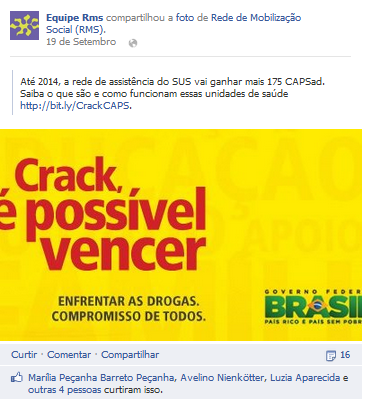 Equipe Rms compartilhou a foto de Rede de Mobilização
Social (RMS).
19 de Setembro
Até 2014, a rede de assistência do SUS vai ganhar mais 175 CAPSad.
Saiba o que são e como funcionam essas unidades de saúde
http://bit.ly/CrackCAPS.
Crack,
é possível
vencer
ENFRENTAR AS DROGAS.
COMPROMISSO DE TODOS.
GOVERNO FEDER
BRASI
PAÍS RICO É PAÍS SEM POBR
Curtir · Comentar · Compartilhar
16
Marília Peçanha Barreto Peçanha, Avelino Nienkötter, Luzia Aparecida e
outras 4 pessoas curtiram isso.